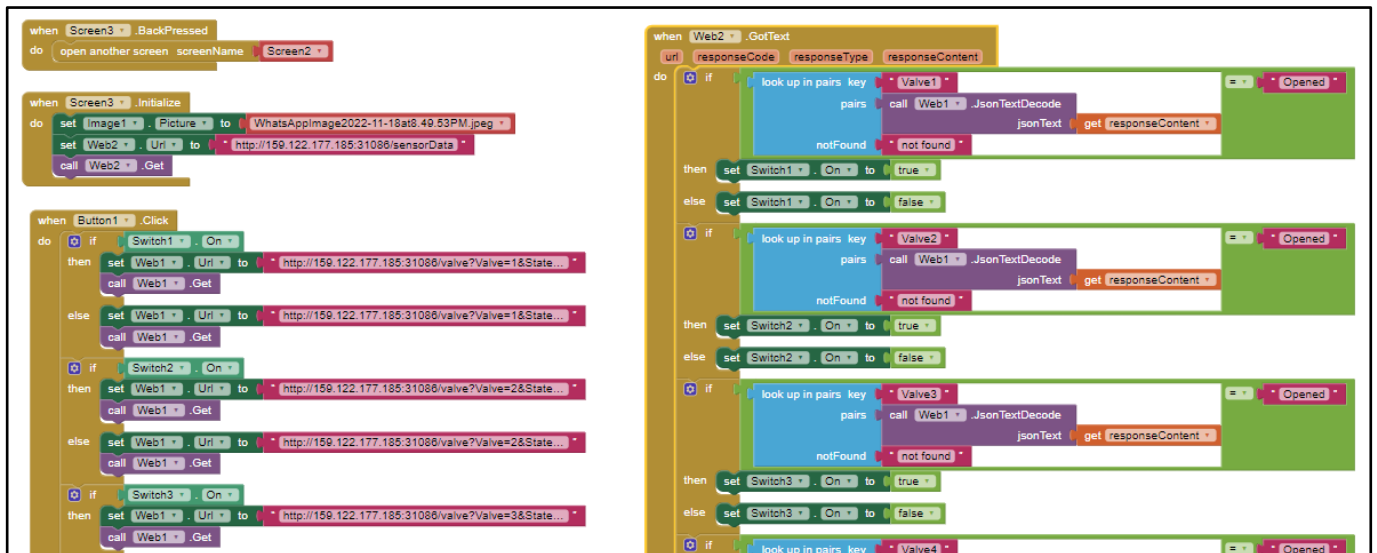 when Screen3 .BackPressed
do open another screen screenName Screen2
when Screen3 .Initialize
do set Image1 . Picture to WhatsAppImage2022-11-18at8.49.53PM.jpeg
set Web2 . Url to " http://159.122.177.185:31086/sensorData "
call Web2 .Get
when Button1 .Click
do if Switch1 . On
then set Web1 . Url to " http://159.122.177.185:31086/valve?Valve=1&State... "
call Web1 .Get
else set Web1 . Url to " http://159.122.177.185:31086/valve?Valve=1&State... "
call Web1 .Get
if Switch2 . On
then set Web1 . Url to " http://159.122.177.185:31086/valve?Valve=2&State... "
call Web1 .Get
else set Web1 . Url to " http://159.122.177.185:31086/valve?Valve=2&State... "
call Web1 .Get
if Switch3 . On
then set Web1 . Url to " http://159.122.177.185:31086/valve?Valve=3&State... "
call Web1 .Get
when Web2 .GotText
url responseCode responseType responseContent
do if look up in pairs key " Valve1 " = " Opened "
pairs call Web1 .JsonTextDecode
jsonText get responseContent
notFound " not found "
then set Switch1 . On to true
else set Switch1 . On to false
if look up in pairs key " Valve2 " = " Opened "
pairs call Web1 .JsonTextDecode
jsonText get responseContent
notFound " not found "
then set Switch2 . On to true
else set Switch2 . On to false
if look up in pairs key " Valve3 " = " Opened "
pairs call Web1 .JsonTextDecode
jsonText get responseContent
notFound " not found "
then set Switch3 . On to true
else set Switch3 . On to false
if look up in pairs key " Valve4 " = " Opened "